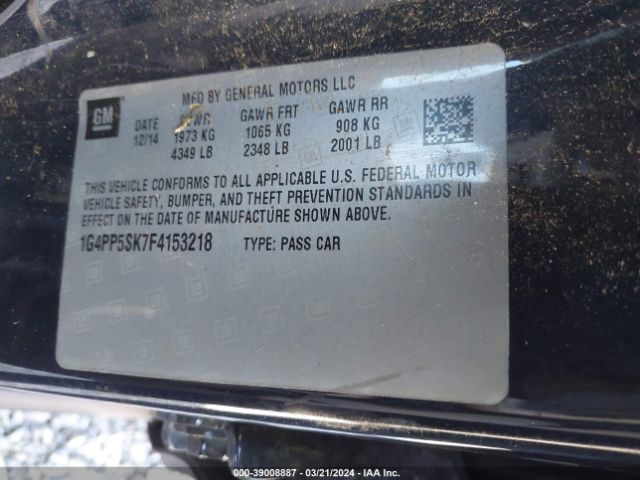 MFD BY GENERAL MOTORS LLC
GM
DATE GVWR GAWR FRT GAWR RR
12/14 1973 KG 1065 KG 908 KG
4349 LB 2348 LB 2001 LB
THIS VEHICLE CONFORMS TO ALL APPLICABLE U.S. FEDERAL MOTOR
VEHICLE SAFETY, BUMPER, AND THEFT PREVENTION STANDARDS IN
EFFECT ON THE DATE OF MANUFACTURE SHOWN ABOVE.
1G4PP5SK7F4153218 TYPE: PASS CAR
000-39008887 - 03/21/2024 - IAA Inc.